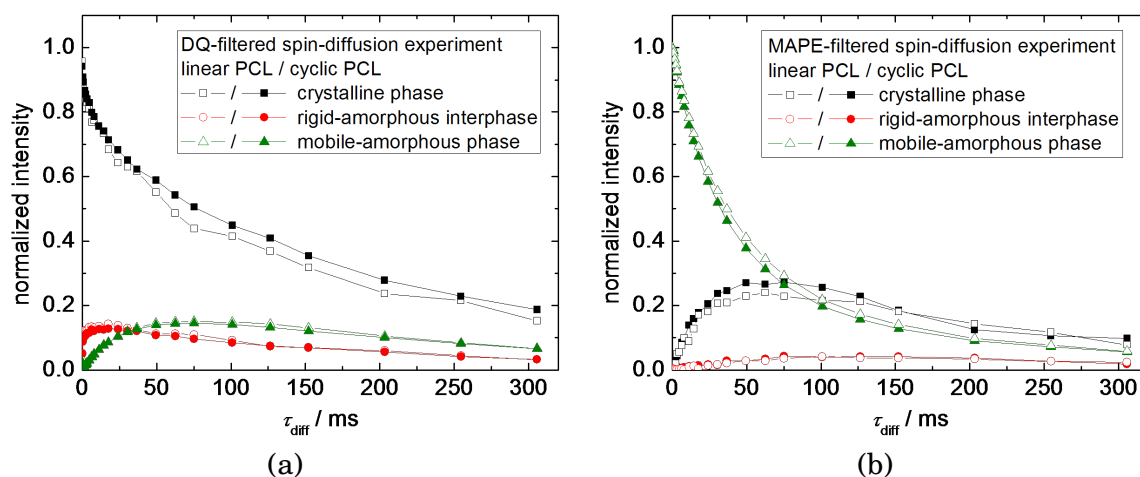 DQ-filtered spin-diffusion experiment
linear PCL / cyclic PCL
/ crystalline phase
/ rigid-amorphous interphase
/ mobile-amorphous phase
normalized intensity
1.0
0.8
0.6
0.4
0.2
0.0
0 50 100 150 200 250 300
τdiff / ms
(a)
MAPE-filtered spin-diffusion experiment
linear PCL / cyclic PCL
/ crystalline phase
/ rigid-amorphous interphase
/ mobile-amorphous phase
normalized intensity
1.0
0.8
0.6
0.4
0.2
0.0
0 50 100 150 200 250 300
τdiff / ms
(b)